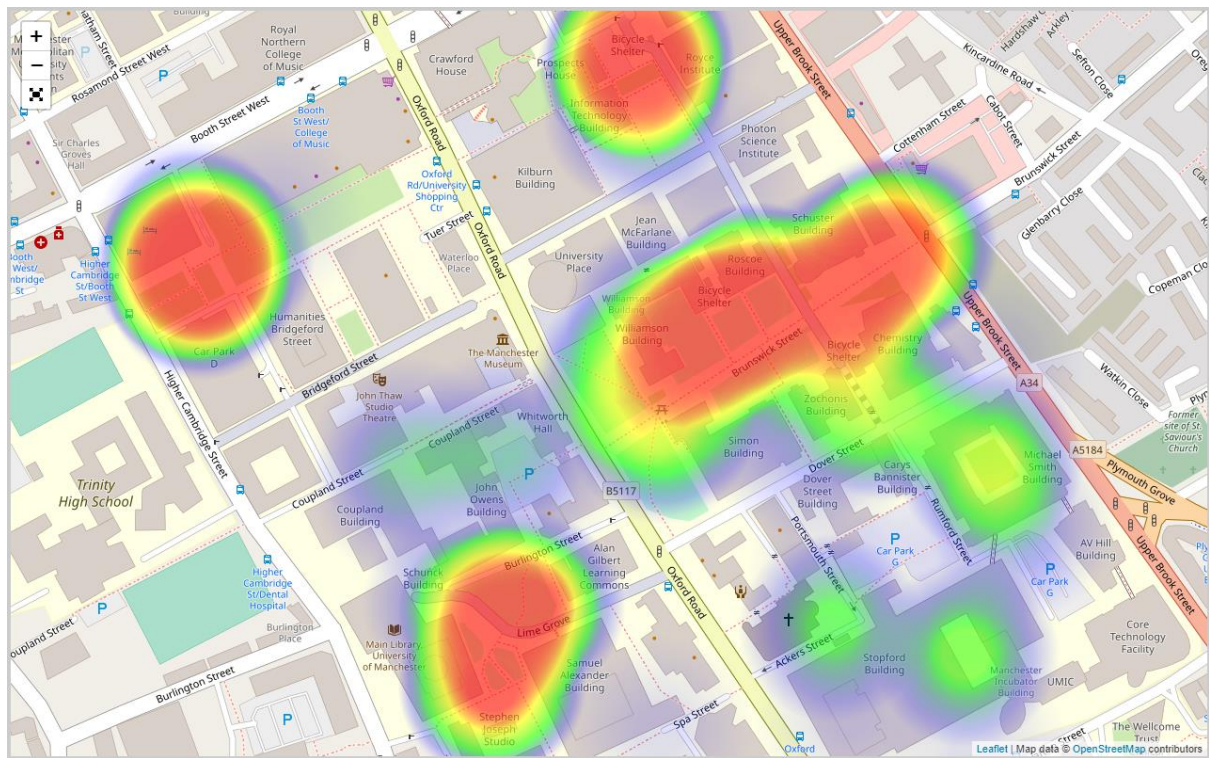 +
−
Rosamond Street West
P
Royal
Northern
College
of Music
Crawford
House
Prospects
House
Bicycle
Shelter
Royce
Institute
Information
Technology
Building
Upper Brook Street
Kincardine Road
Sefton Close
Cabot Street
Cottenham Street
Brunswick Street
Booth Street West
Booth
St West/
College
of Music
Sir Charles
Groves
Hall
Oxford Road
Oxford
Rd/University
Shopping
Ctr
Kilburn
Building
Photon
Science
Institute
Glenbarry Close
Tuer Street
Jean
McFarlane
Building
Schuster
Building
Waterloo
Place
University
Place
Oxford Road
Roscoe
Building
Bicycle
Shelter
Higher
Cambridge
St/Booth
St West
Humanities
Bridgeford
Street
Car Park
D
Williamson
Building
Williamson
Building
Brunswick Street
Bicycle
Shelter
Chemistry
Building
Upper Brook Street
Watkin Close
The Manchester
Museum
Bridgeford Street
John Thaw
Studio
Theatre
Higher Cambridge Street
A34
Zochonis
Building
Former
site of St.
Saviour's
Church
Coupland Street
Whitworth
Hall
Simon
Building
Dover Street
Michael
Smith
Building
A5184
Plymouth Grove
Trinity
High School
Coupland Street
P
John
Owens
Building
B5117
Carys
Bannister
Building
Dover
Street
Building
Coupland
Building
Rumford Street
Portsmouth Street
P
Car Park
G
AV Hill
Building
Upper Brook Street
Burlington Street
Alan
Gilbert
Learning
Commons
Schunck
Building
Higher
Cambridge
St/Dental
Hospital
P
Car Park
G
P
Oxford Road
Lime Grove
Burlington
Place
Main Library,
University
of Manchester
Ackers Street
Core
Technology
Facility
Stopford
Building
Samuel
Alexander
Building
Manchester
Incubator
Building
UMIC
Burlington Street
P
Stephen
Joseph
Studio
Spa Street
The Wellcome
Trust
Oxford
Leaflet | Map data © OpenStreetMap contributors